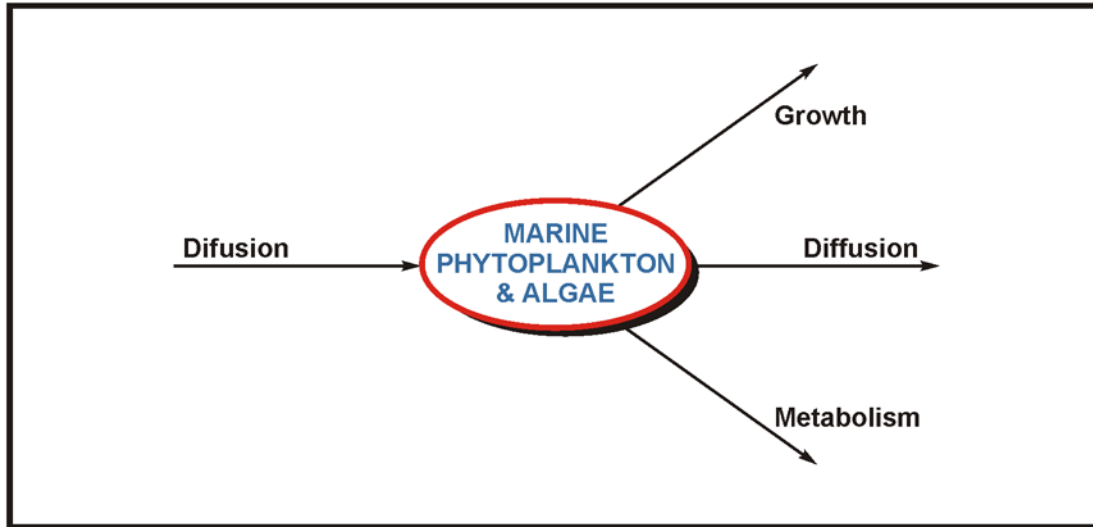 Growth
Difusion
MARINE
PHYTOPLANKTON
& ALGAE
Diffusion
Metabolism